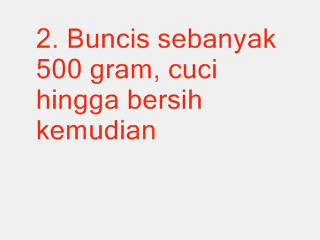 2. Buncis sebanyak
500 gram, cuci
hingga bersih
kemudian